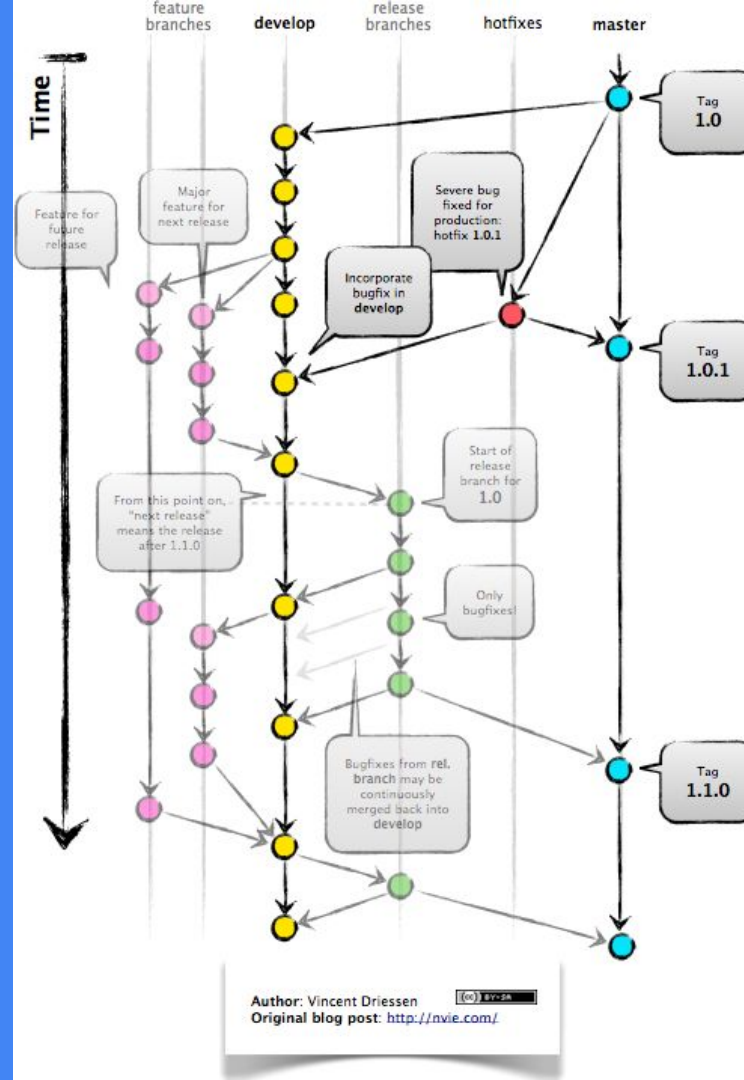 feature
branches
develop
release
branches
hotfixes
master
Time
Tag
1.0
Major
feature for
next release
Severe bug
fixed for
production:
hotfix 1.0.1
Feature for
future
release
Incorporate
bugfix in
develop
Tag
1.0.1
Start of
release
branch for
1.0
From this point on,
"next release"
means the release
after 1.1.0
Only
bugfixes!
Bugfixes from rel.
branch may be
continuously
merged back into
develop
Tag
1.1.0
Author: Vincent Driessen
(cc) BY-SA
Original blog post: http://nvie.com/